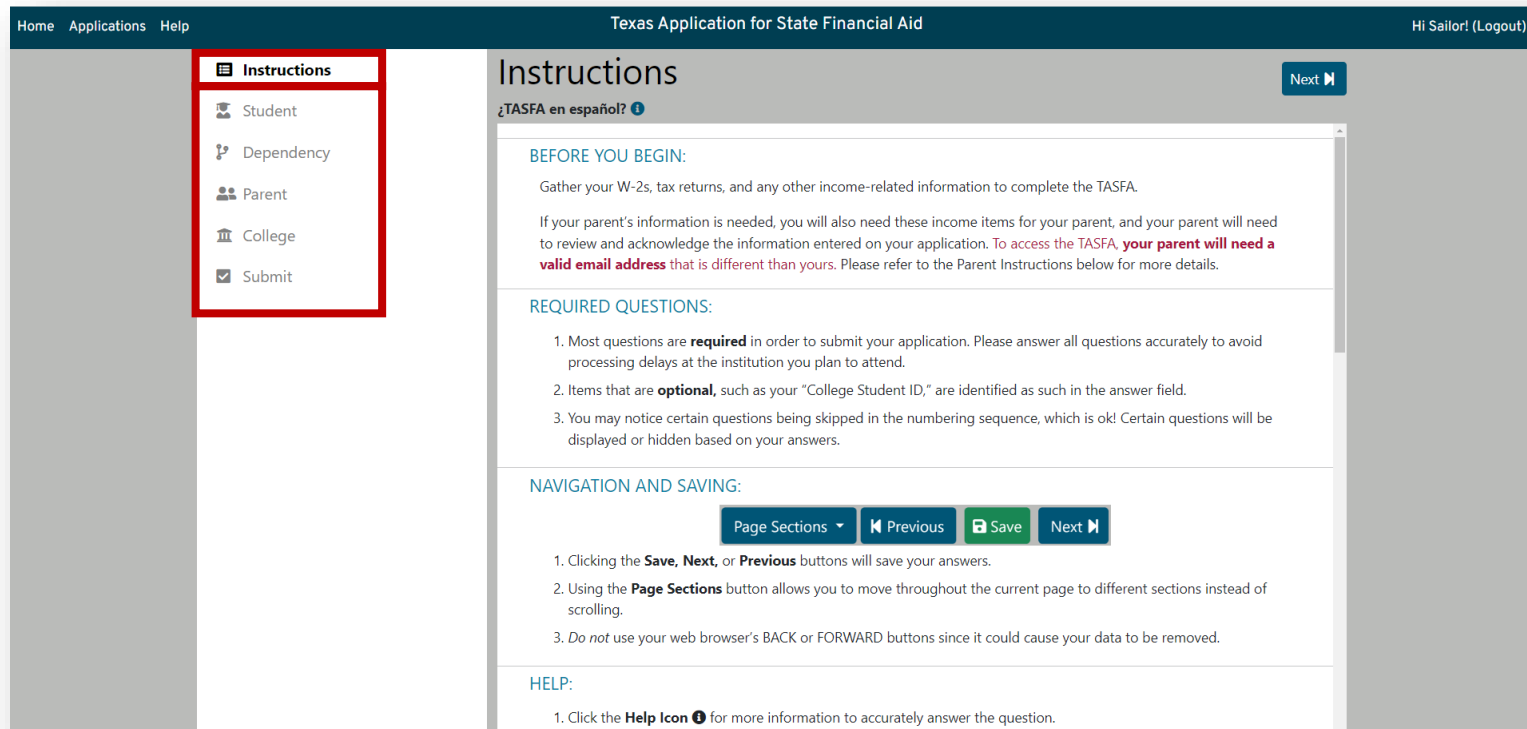 Home Applications Help
Texas Application for State Financial Aid
Hi Sailor! (Logout)
Instructions
Student
Dependency
Parent
College
Submit
Instructions
Next
¿TASFA en español?
BEFORE YOU BEGIN:
Gather your W-2s, tax returns, and any other income-related information to complete the TASFA.
If your parent's information is needed, you will also need these income items for your parent, and your parent will need
to review and acknowledge the information entered on your application. To access the TASFA, your parent will need a
valid email address that is different than yours. Please refer to the Parent Instructions below for more details.
REQUIRED QUESTIONS:
1. Most questions are required in order to submit your application. Please answer all questions accurately to avoid
processing delays at the institution you plan to attend.
2. Items that are optional, such as your "College Student ID," are identified as such in the answer field.
3. You may notice certain questions being skipped in the numbering sequence, which is ok! Certain questions will be
displayed or hidden based on your answers.
NAVIGATION AND SAVING:
Page Sections Previous Save Next
1. Clicking the Save, Next, or Previous buttons will save your answers.
2. Using the Page Sections button allows you to move throughout the current page to different sections instead of
scrolling.
3. Do not use your web browser's BACK or FORWARD buttons since it could cause your data to be removed.
HELP:
1. Click the Help Icon for more information to accurately answer the question.